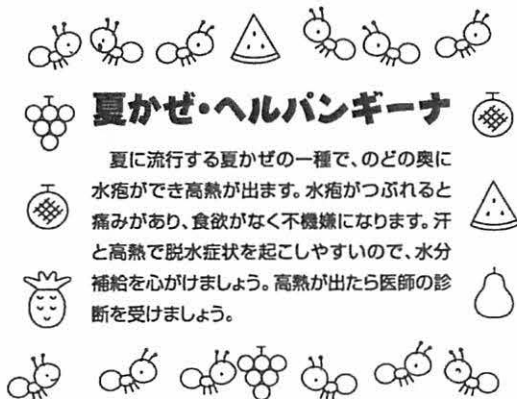 夏かぜ・ヘルパンギーナ
夏に流行する夏かぜの一種で、のどの奥に
水疱ができ高熱が出ます。水疱がつぶれると
痛みがあり、食欲がなく不機嫌になります。汗
と高熱で脱水症状を起こしやすいので、水分
補給を心がけましょう。高熱が出たら医師の診
断を受けましょう。